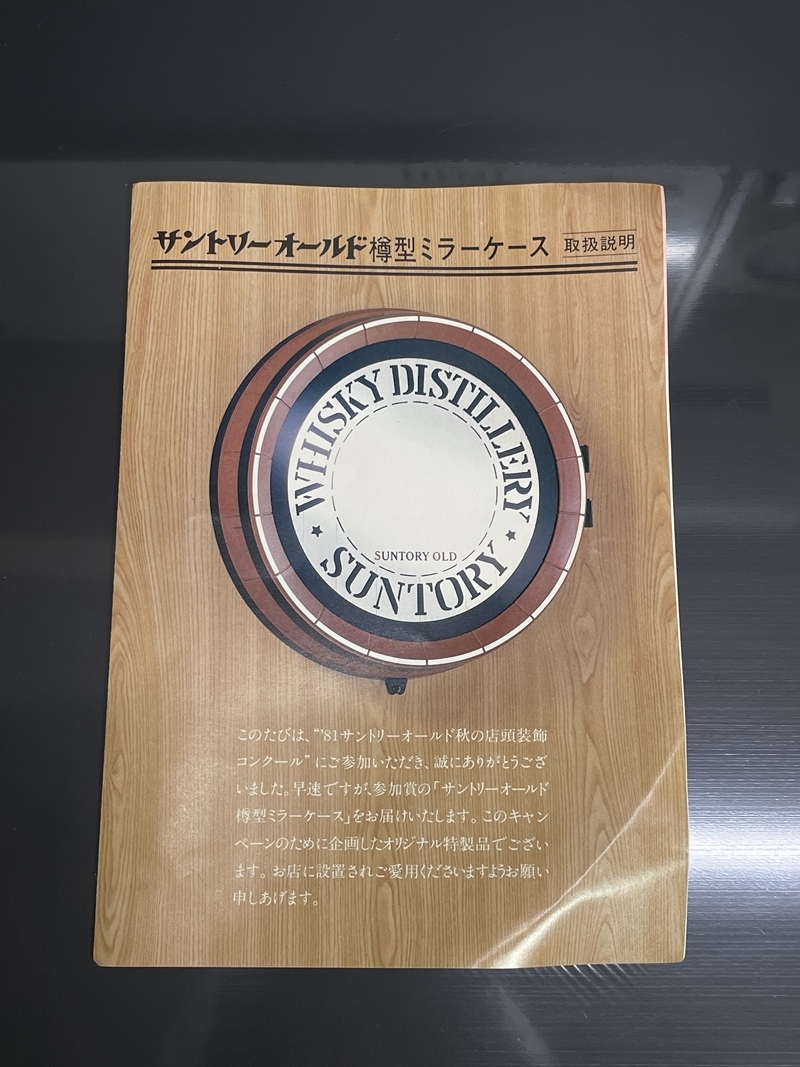 サントリーオールド樽型ミラーケース 取扱説明
WHISKY DISTILLERY
SUNTORY OLD
★ SUNTORY ★
このたびは、“'81サントリーオールド秋の店頭装飾
コンクール”にご参加いただき、誠にありがとうござ
いました。早速ですが、参加賞の「サントリーオールド
樽型ミラーケース」をお届けいたします。このキャン
ペーンのために企画したオリジナル特製品でござい
ます。お店に設置されご愛用くださいますようお願い
申しあげます。